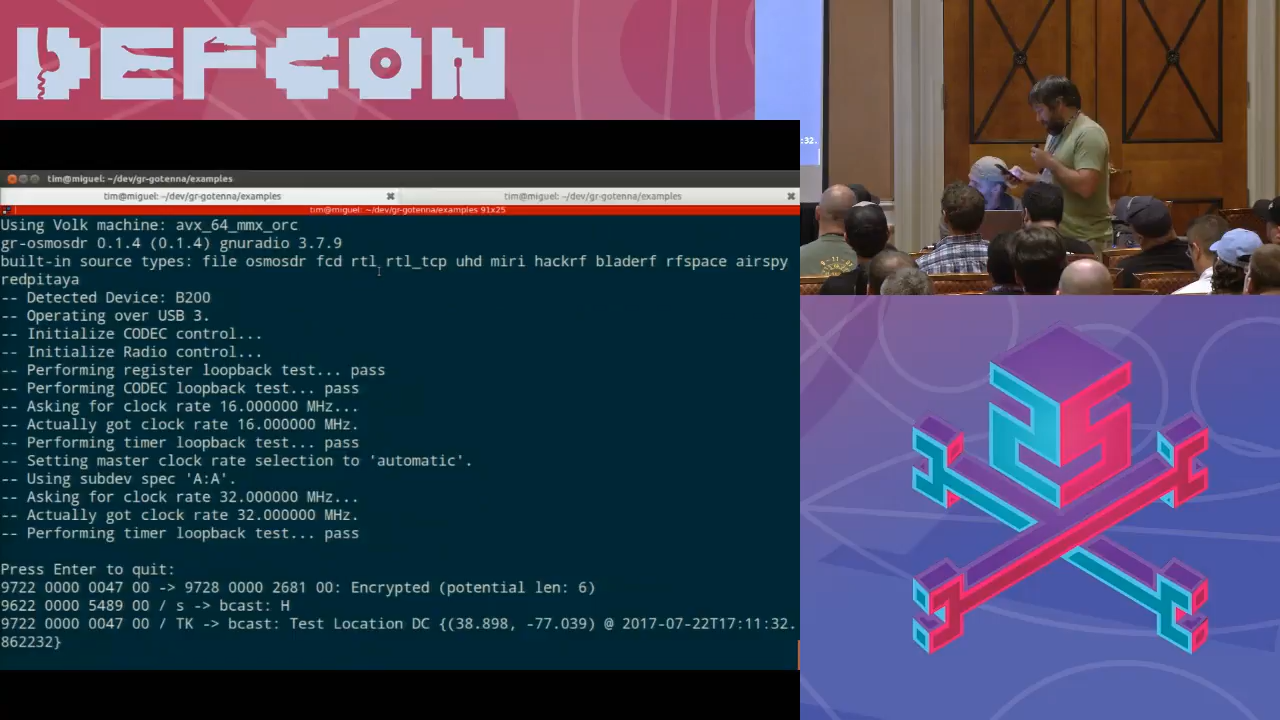 DEFCON
tim@miguel: ~/dev/gr-gotenna/examples
tim@miguel: ~/dev/gr-gotenna/examples
tim@miguel: ~/dev/gr-gotenna/examples
tim@miguel: ~/dev/gr-gotenna/examples 91x25
Using Volk machine: avx_64_mmx_orc
gr-osmosdr 0.1.4 (0.1.4) gnuradio 3.7.9
built-in source types: file osmosdr fcd rtl rtl_tcp uhd miri hackrf bladerf rfspace airspy
redpitaya
-- Detected Device: B200
-- Operating over USB 3.
-- Initialize CODEC control...
-- Initialize Radio control...
-- Performing register loopback test... pass
-- Performing CODEC loopback test... pass
-- Asking for clock rate 16.000000 MHz...
-- Actually got clock rate 16.000000 MHz.
-- Performing timer loopback test... pass
-- Setting master clock rate selection to 'automatic'.
-- Using subdev spec 'A:A'.
-- Asking for clock rate 32.000000 MHz...
-- Actually got clock rate 32.000000 MHz.
-- Performing timer loopback test... pass
Press Enter to quit:
9722 0000 0047 00 -> 9728 0000 2681 00: Encrypted (potential len: 6)
9622 0000 5489 00 / s -> bcast: H
9722 0000 0047 00 / TK -> bcast: Test Location DC {(38.898, -77.039) @ 2017-07-22T17:11:32.
862232}
:32.
25